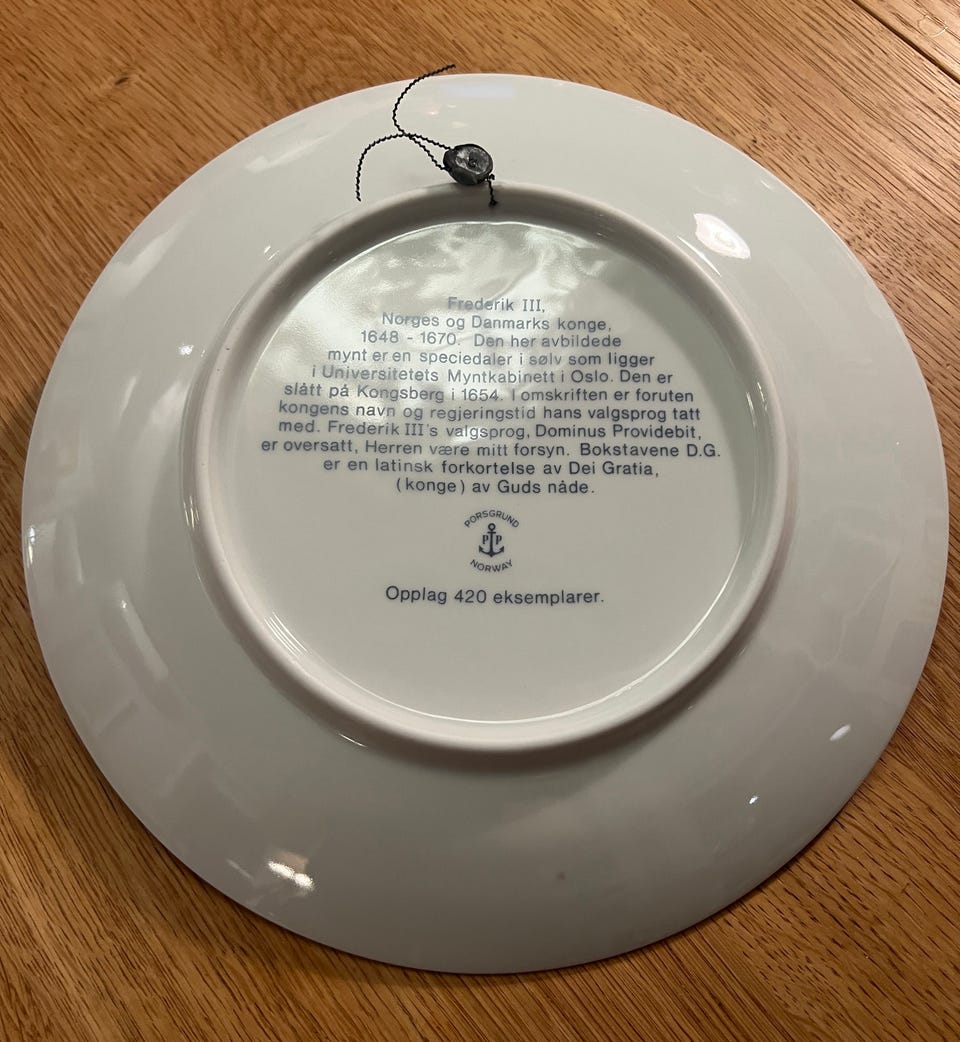 Frederik III,
Norges og Danmarks konge,
1648 - 1670. Den her avbildede
mynt er en speciedaler i sølv som ligger
i Universitetets Myntkabinett i Oslo. Den er
slått på Kongsberg i 1654. I omskriften er foruten
kongens navn og regjeringstid hans valgsprog tatt
med. Frederik III's valgsprog, Dominus Providebit,
er oversatt, Herren være mitt forsyn. Bokstavene D.G.
er en latinsk forkortelse av Dei Gratia,
(konge) av Guds nåde.
PORSGRUND
P P
NORWAY
Opplag 420 eksemplarer.